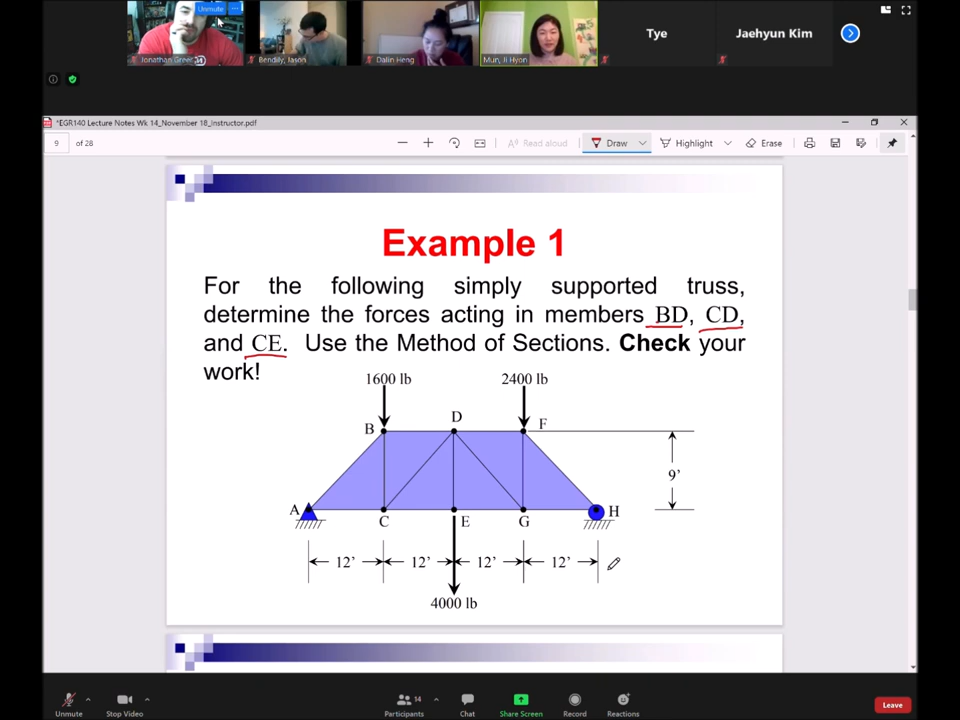 Unmute
Jonathan Greer
Bendily, Jason
Dalin Heng
Mun, Ji Hyon
Tye
Jaehyun Kim
*EGR140 Lecture Notes Wk 14_November 18_Instructor.pdf
9 of 28
Read aloud
Draw
Highlight
Erase
Example 1
For the following simply supported truss,
determine the forces acting in members BD, CD,
and CE. Use the Method of Sections. Check your
work!
1600 lb 2400 lb
B D F
9’
A C E G H
12’ 12’ 12’ 12’
4000 lb
Unmute Stop Video Participants 14 Chat Share Screen Record Reactions Leave